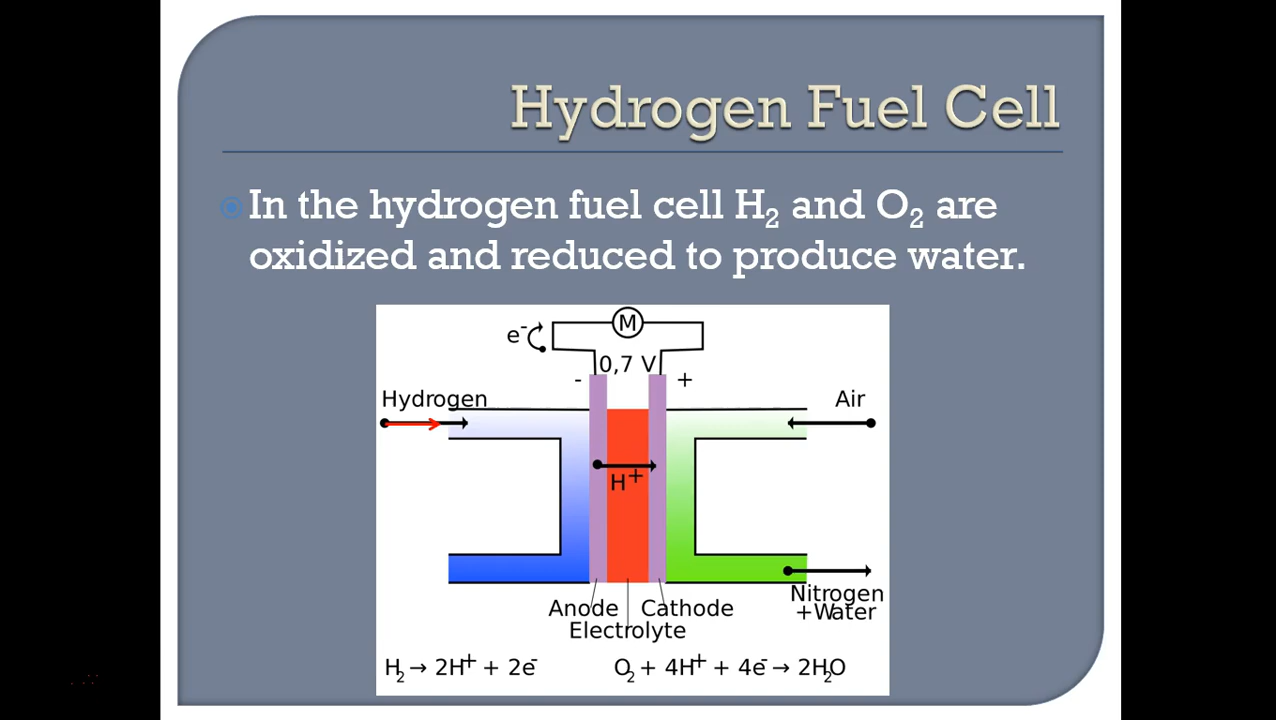 Hydrogen Fuel Cell
In the hydrogen fuel cell H₂ and O₂ are
oxidized and reduced to produce water.
M
e⁻
0,7 V
- +
Hydrogen
Air
H⁺
Nitrogen
+Water
Anode Cathode
Electrolyte
H₂ → 2H⁺ + 2e⁻ O₂ + 4H⁺ + 4e⁻ → 2H₂O